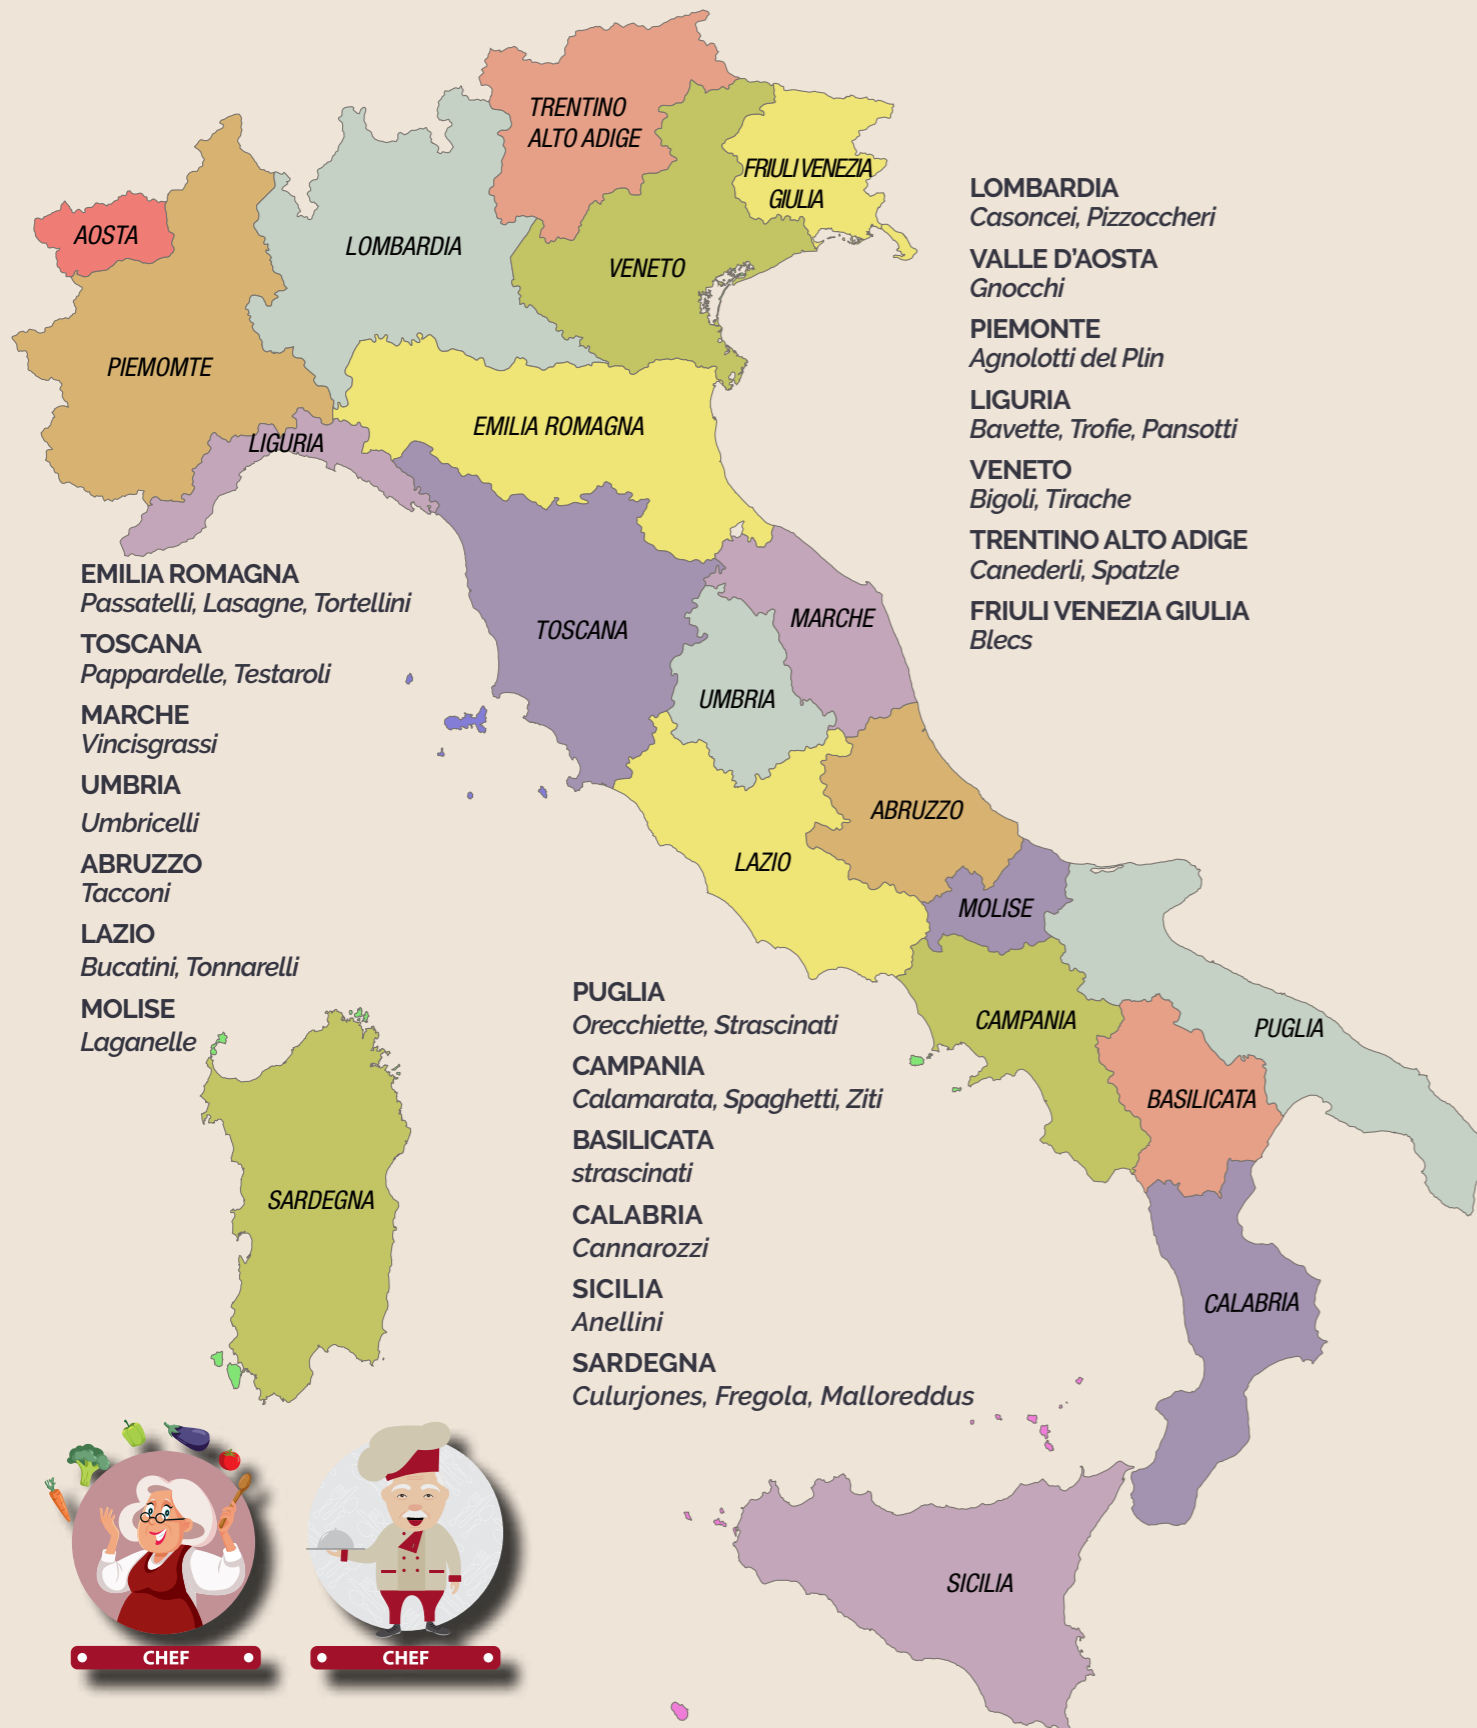 TRENTINO
ALTO ADIGE
FRIULI VENEZIA
GIULIA
AOSTA
LOMBARDIA
VENETO
PIEMOMTE
EMILIA ROMAGNA
LIGURIA
TOSCANA
MARCHE
UMBRIA
ABRUZZO
LAZIO
MOLISE
CAMPANIA
PUGLIA
BASILICATA
SARDEGNA
CALABRIA
SICILIA
LOMBARDIA
Casoncei, Pizzoccheri
VALLE D'AOSTA
Gnocchi
PIEMONTE
Agnolotti del Plin
LIGURIA
Bavette, Trofie, Pansotti
VENETO
Bigoli, Tirache
TRENTINO ALTO ADIGE
Canederli, Spatzle
FRIULI VENEZIA GIULIA
Blecs
EMILIA ROMAGNA
Passatelli, Lasagne, Tortellini
TOSCANA
Pappardelle, Testaroli
MARCHE
Vincisgrassi
UMBRIA
Umbricelli
ABRUZZO
Tacconi
LAZIO
Bucatini, Tonnarelli
MOLISE
Laganelle
PUGLIA
Orecchiette, Strascinati
CAMPANIA
Calamarata, Spaghetti, Ziti
BASILICATA
strascinati
CALABRIA
Cannarozzi
SICILIA
Anellini
SARDEGNA
Culurjones, Fregola, Malloreddus
CHEF
CHEF